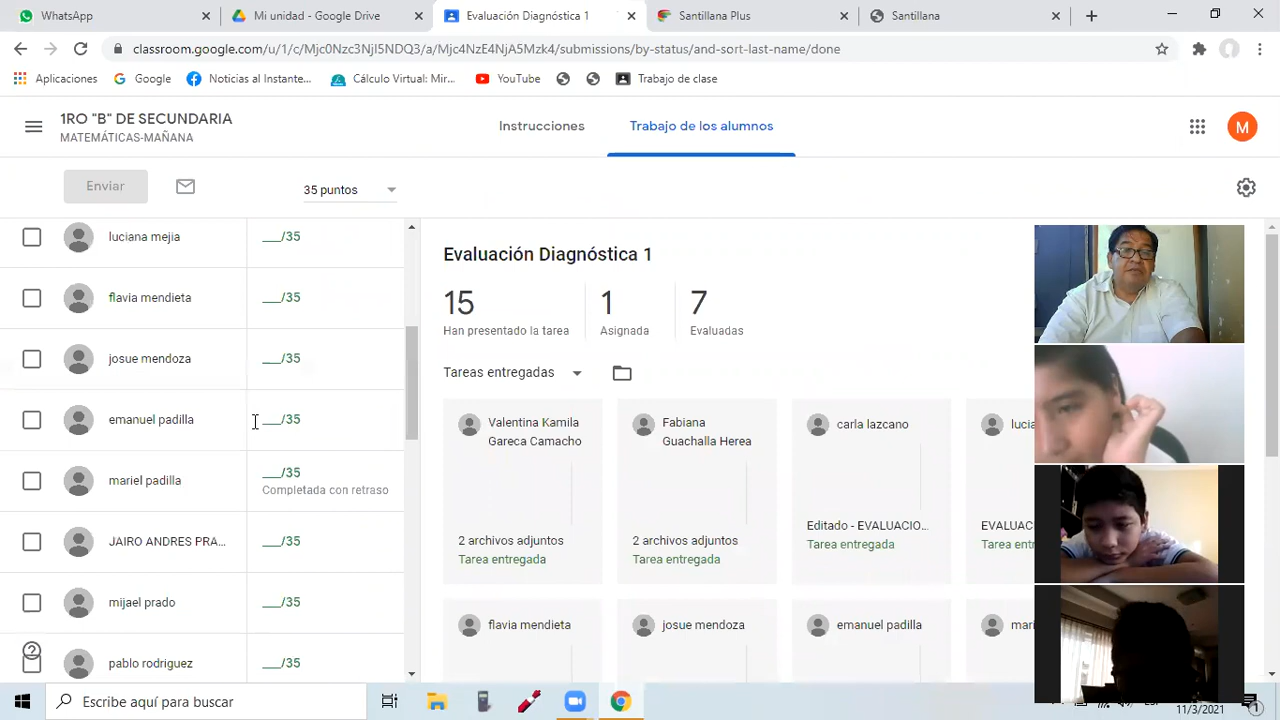 WhatsApp
Mi unidad - Google Drive
Evaluación Diagnóstica 1
Santillana Plus
Santillana
classroom.google.com/u/1/c/Mjc0Nzc3NjI5NDQ3/a/Mjc4NzE4NjA5Mzk4/submissions/by-status/and-sort-last-name/done
Aplicaciones
Google
Noticias al Instante...
Cálculo Virtual: Mir...
YouTube
Trabajo de clase
1RO "B" DE SECUNDARIA
MATEMÁTICAS-MAÑANA
Instrucciones
Trabajo de los alumnos
M
Enviar
35 puntos
luciana mejia
___/35
flavia mendieta
___/35
josue mendoza
___/35
emanuel padilla
___/35
mariel padilla
___/35
Completada con retraso
JAIRO ANDRES PRA...
___/35
mijael prado
___/35
pablo rodriguez
___/35
Evaluación Diagnóstica 1
15
1
7
Han presentado la tarea
Asignada
Evaluadas
Tareas entregadas
Valentina Kamila
Gareca Camacho
2 archivos adjuntos
Tarea entregada
Fabiana
Guachalla Herea
2 archivos adjuntos
Tarea entregada
carla lazcano
Editado - EVALUACIO...
Tarea entregada
lucia
EVALUAC
Tarea entre
flavia mendieta
josue mendoza
emanuel padilla
mari
Escribe aquí para buscar
11/3/2021